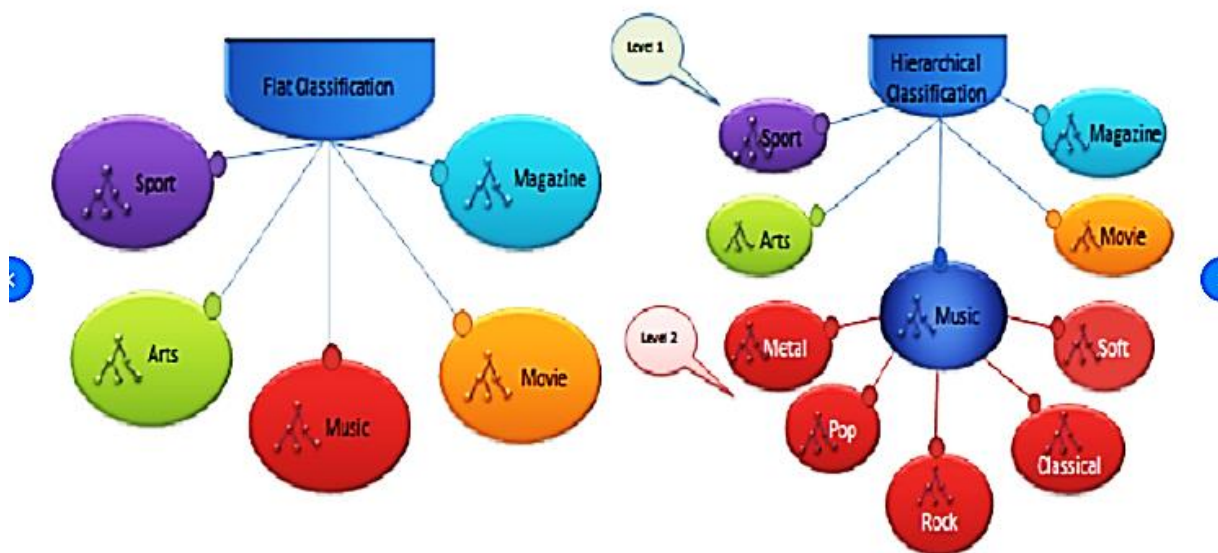 Flat Classification
Sport
Magazine
Arts
Movie
Music
Level 1
Hierarchical
Classification
Sport
Magazine
Arts
Movie
Music
Level 2
Metal
Soft
Pop
Classical
Rock